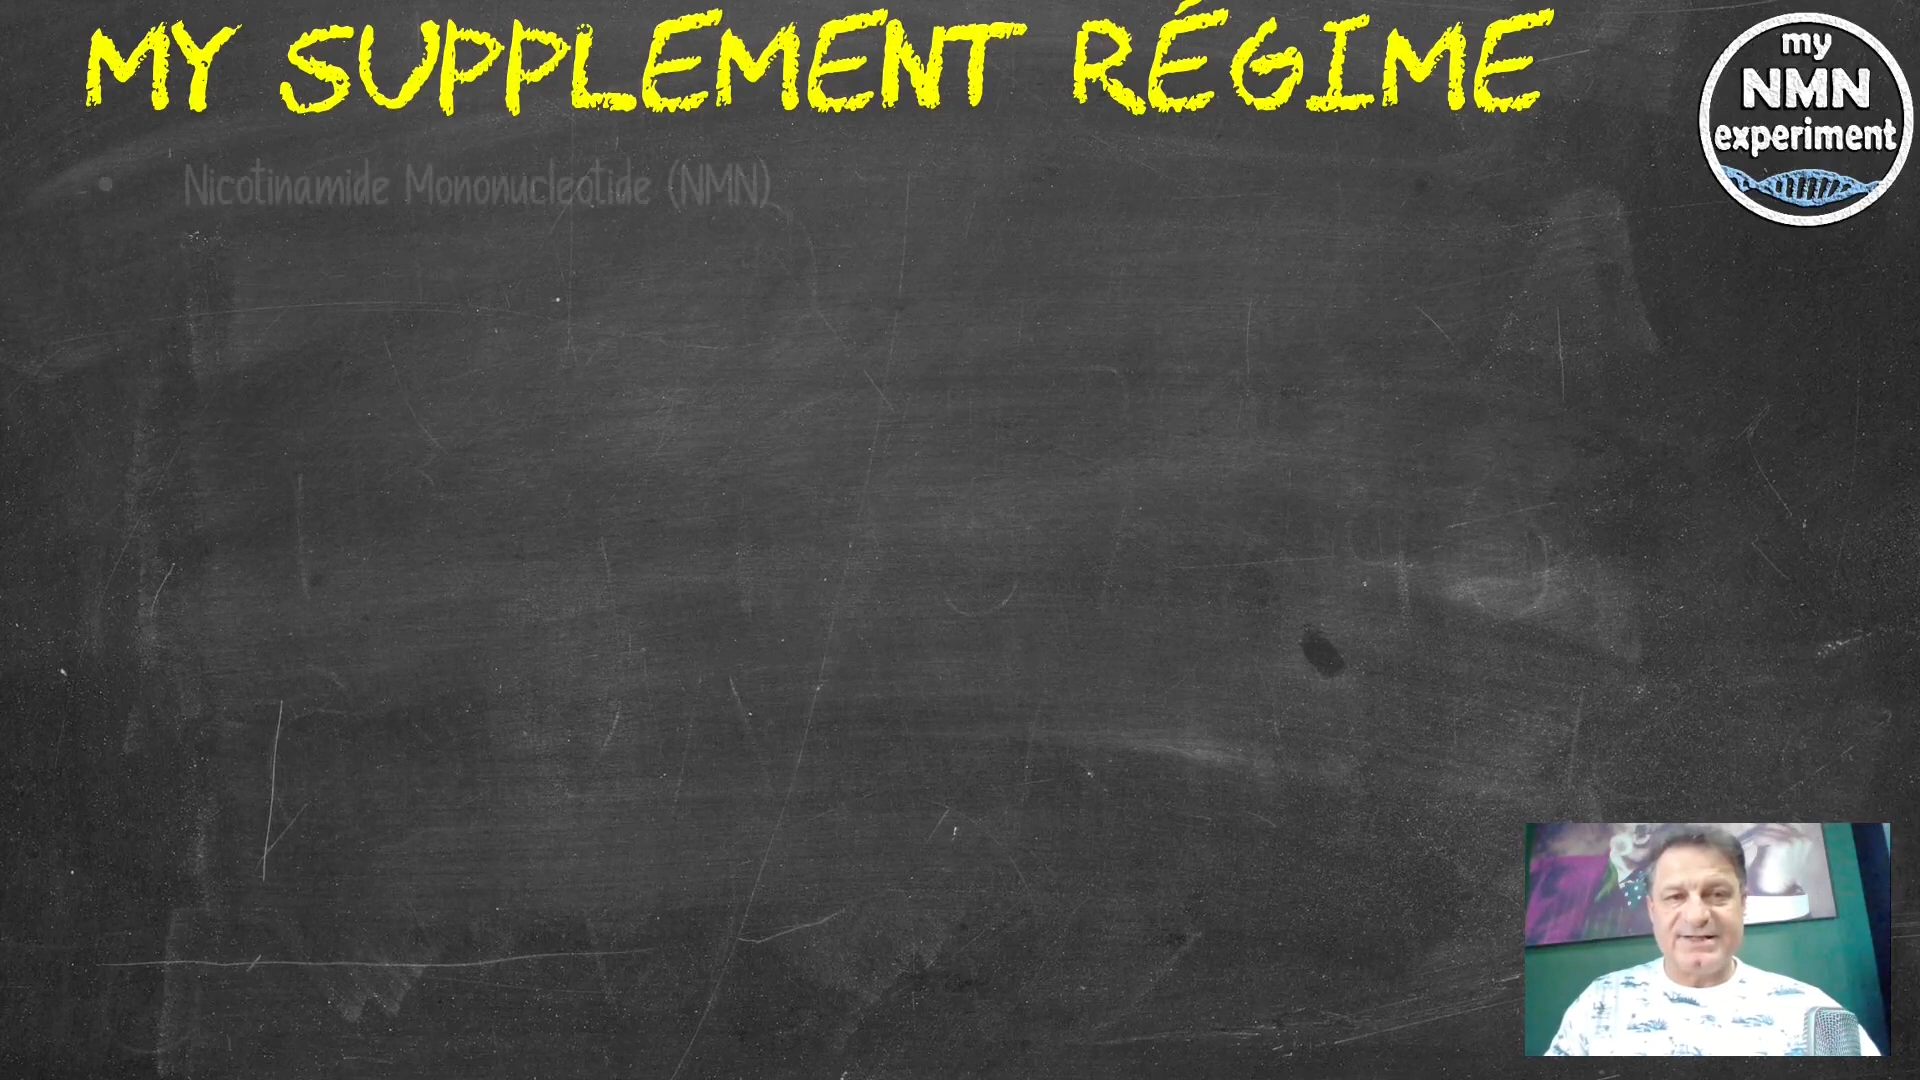 MY SUPPLEMENT RÉGIME
my
NMN
experiment
• Nicotinamide Mononucleotide (NMN)